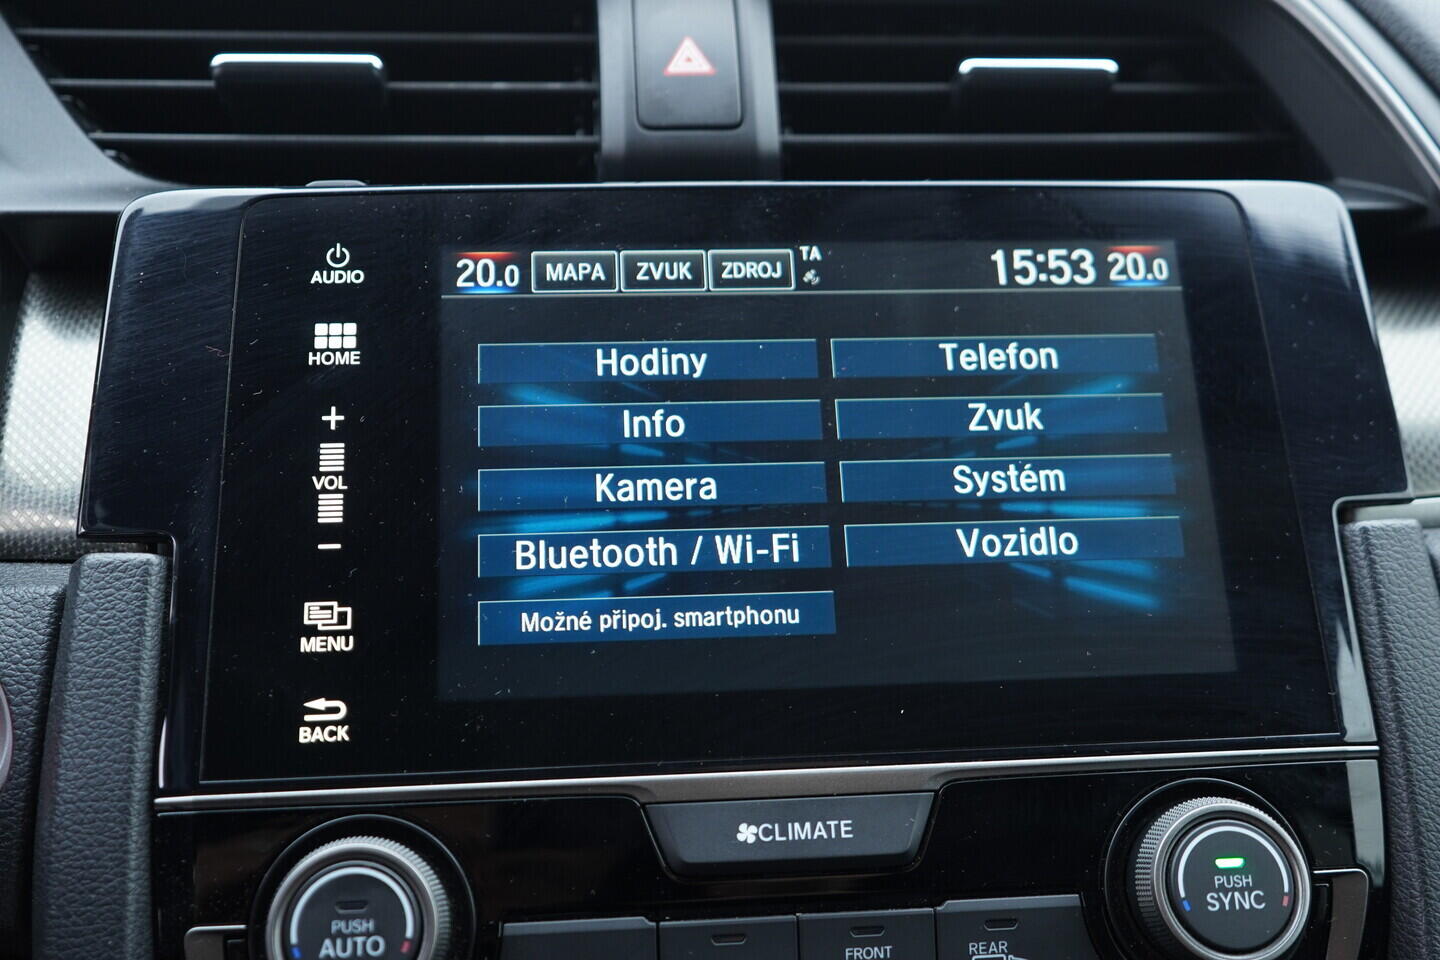 AUDIO
HOME
+
VOL
−
MENU
BACK
20.0 MAPA ZVUK ZDROJ TA 15:53 20.0
Hodiny Telefon
Info Zvuk
Kamera Systém
Bluetooth / Wi-Fi Vozidlo
Možné připoj. smartphonu
CLIMATE
PUSH
AUTO
FRONT
REAR
PUSH
SYNC